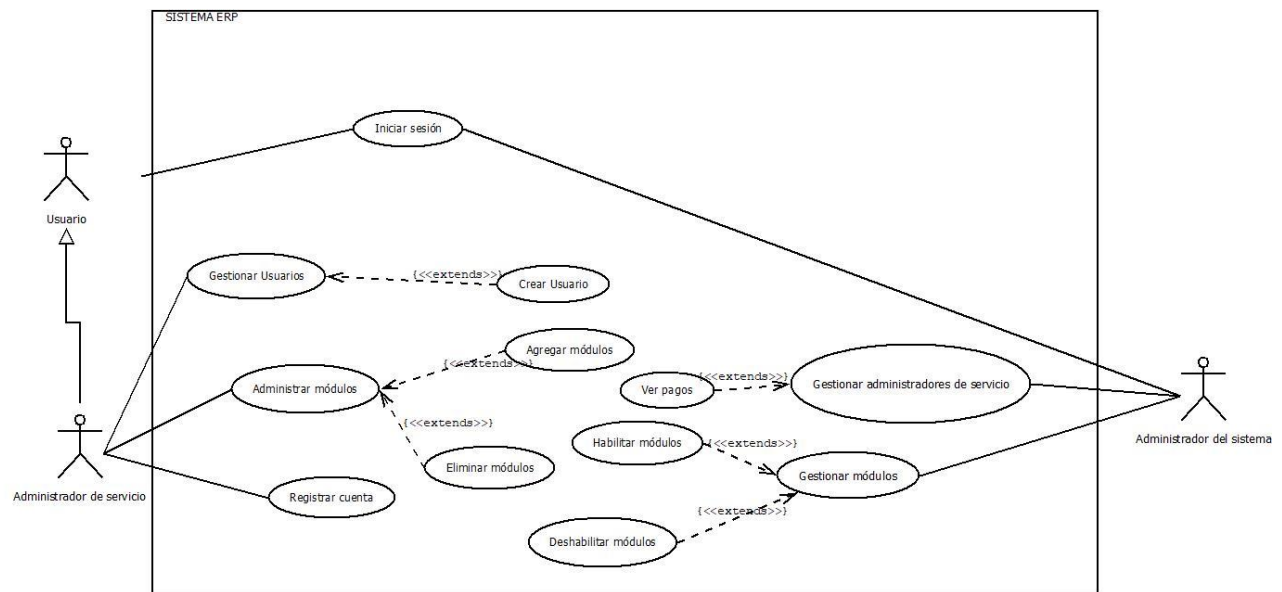 SISTEMA ERP
Iniciar sesión
Usuario
Gestionar Usuarios
{<<extends>>}
Crear Usuario
Agregar módulos
{<<extends>>}
Administrar módulos
{<<extends>>}
Eliminar módulos
Administrador de servicio
Registrar cuenta
Ver pagos
{<<extends>>}
Gestionar administradores de servicio
Habilitar módulos
{<<extends>>}
Gestionar módulos
{<<extends>>}
Deshabilitar módulos
Administrador del sistema